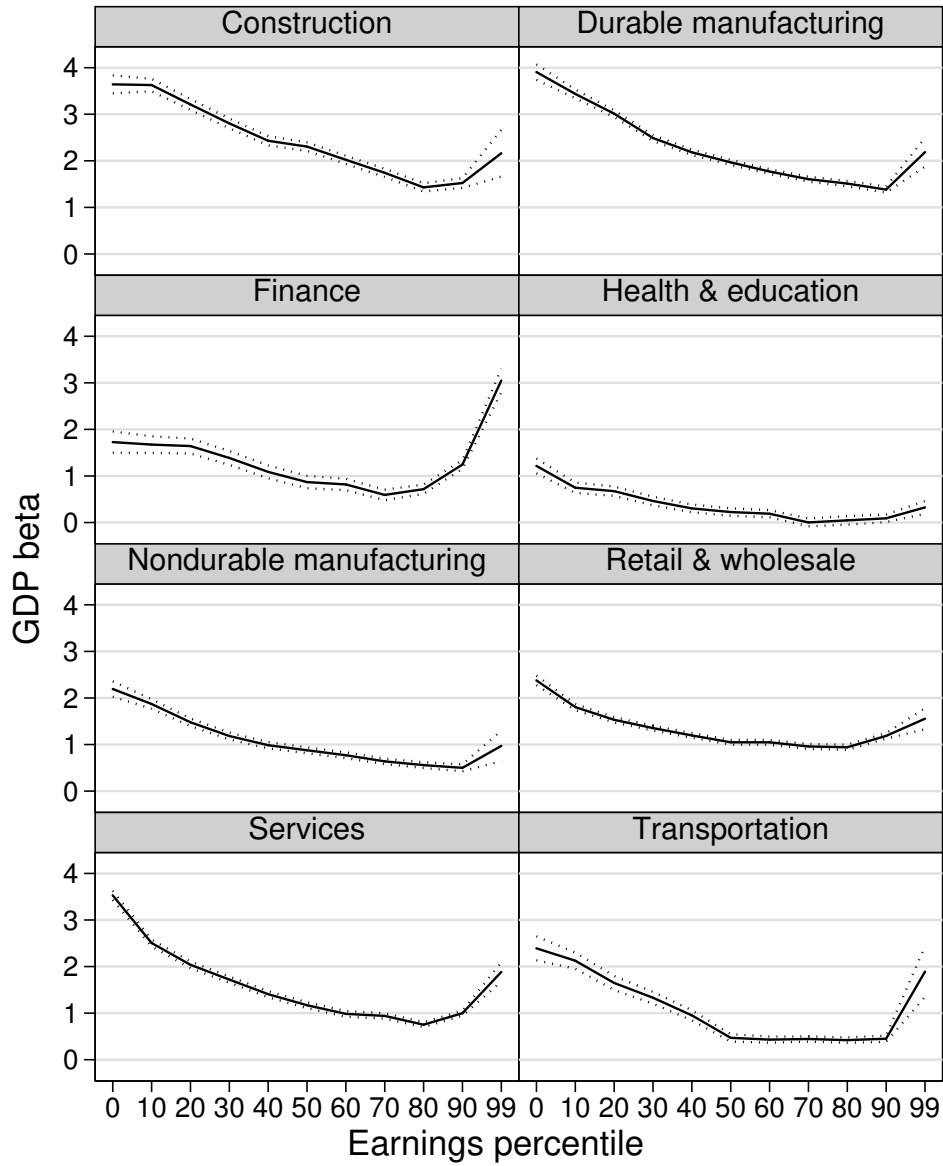 Construction
Durable manufacturing
4
3
2
1
0
Finance
Health & education
4
3
2
1
0
Nondurable manufacturing
Retail & wholesale
4
3
2
1
0
Services
Transportation
4
3
2
1
0
GDP beta
0 10 20 30 40 50 60 70 80 90 99
0 10 20 30 40 50 60 70 80 90 99
Earnings percentile